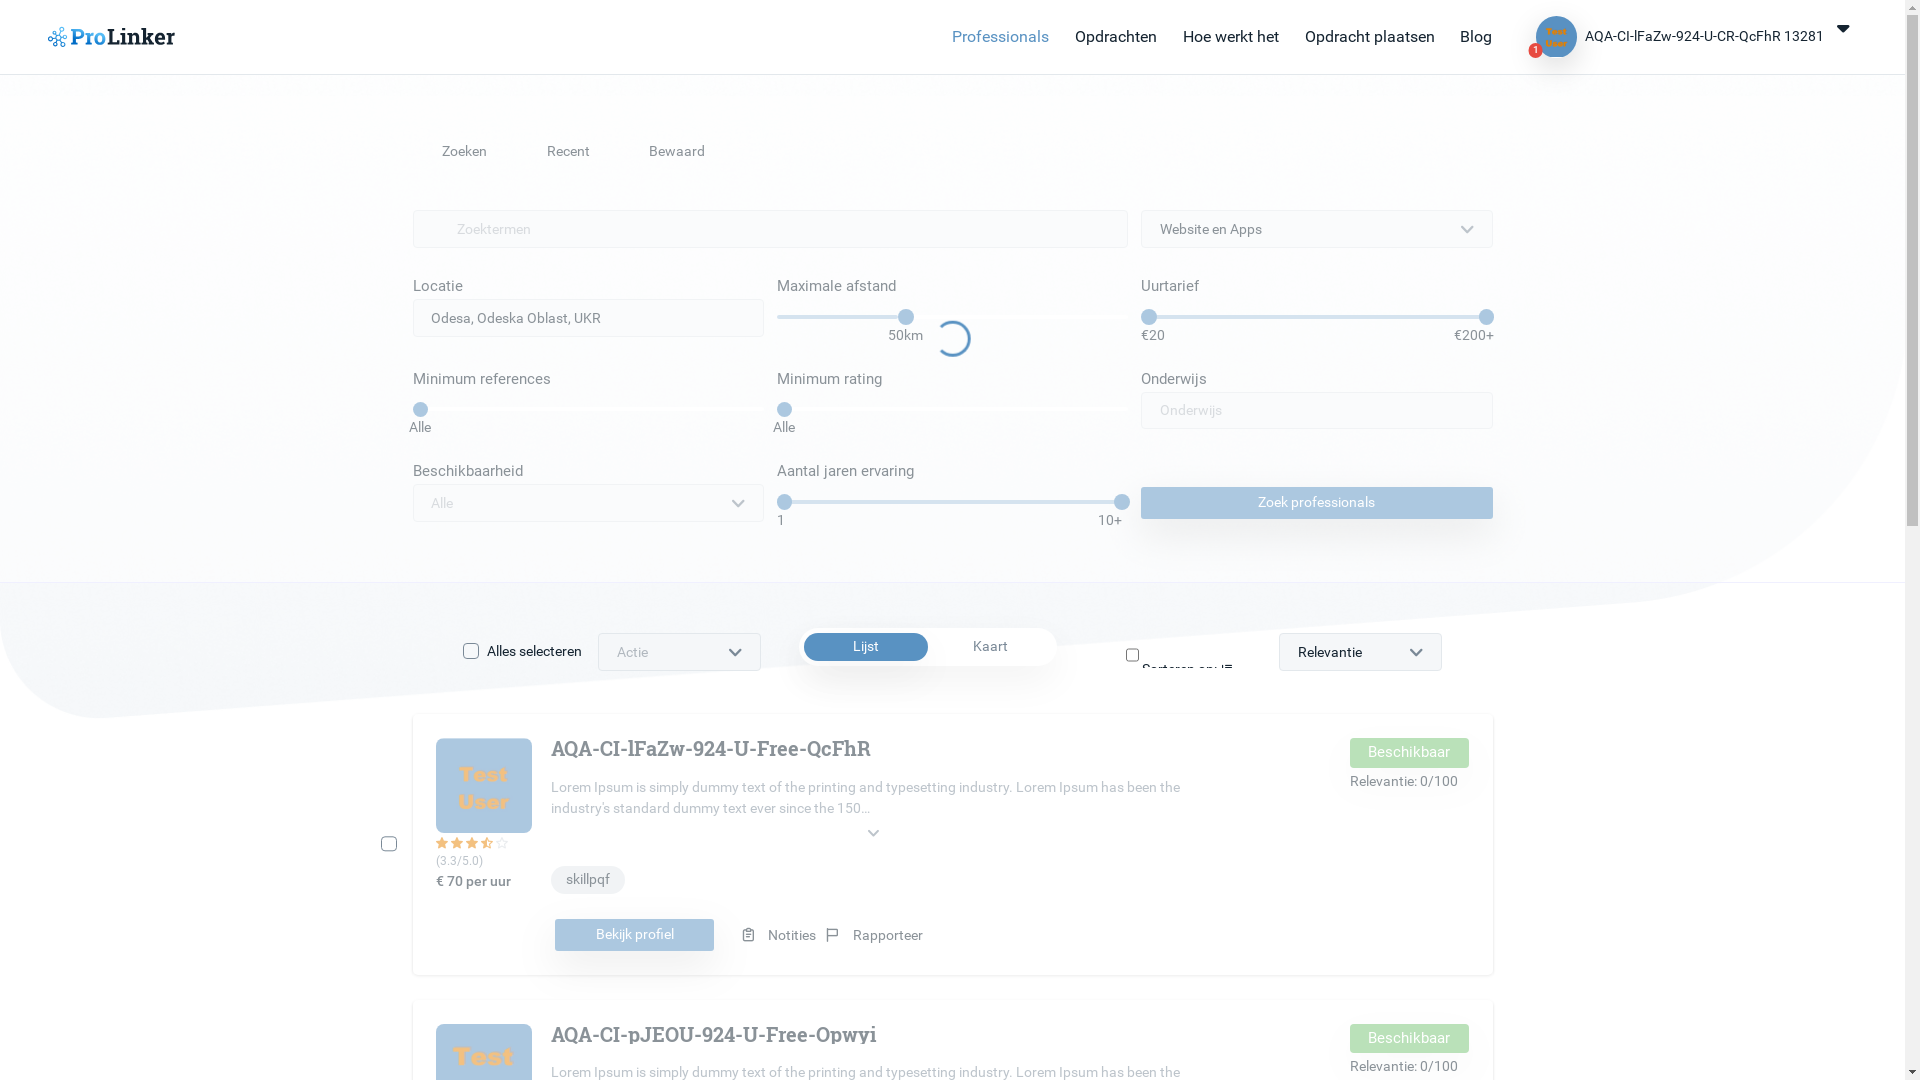 ProLinker
Professionals
Opdrachten
Hoe werkt het
Opdracht plaatsen
Blog
Test
User
1
AQA-CI-lFaZw-924-U-CR-QcFhR 13281
Zoeken
Recent
Bewaard
Zoektermen
Website en Apps
Locatie
Maximale afstand
Uurtarief
Odesa, Odeska Oblast, UKR
50km
€20
€200+
Minimum references
Minimum rating
Onderwijs
Alle
Alle
Onderwijs
Beschikbaarheid
Aantal jaren ervaring
Alle
1
10+
Zoek professionals
Alles selecteren
Actie
Lijst
Kaart
Relevantie
Test
User
AQA-CI-lFaZw-924-U-Free-QcFhR
Beschikbaar
Relevantie: 0/100
Lorem Ipsum is simply dummy text of the printing and typesetting industry. Lorem Ipsum has been the
industry's standard dummy text ever since the 150...
(3.3/5.0)
€ 70 per uur
skillpqf
Bekijk profiel
Notities
Rapporteer
Test
AQA-CI-pJEOU-924-U-Free-Opwyi
Beschikbaar
Relevantie: 0/100
Lorem Ipsum is simply dummy text of the printing and typesetting industry. Lorem Ipsum has been the